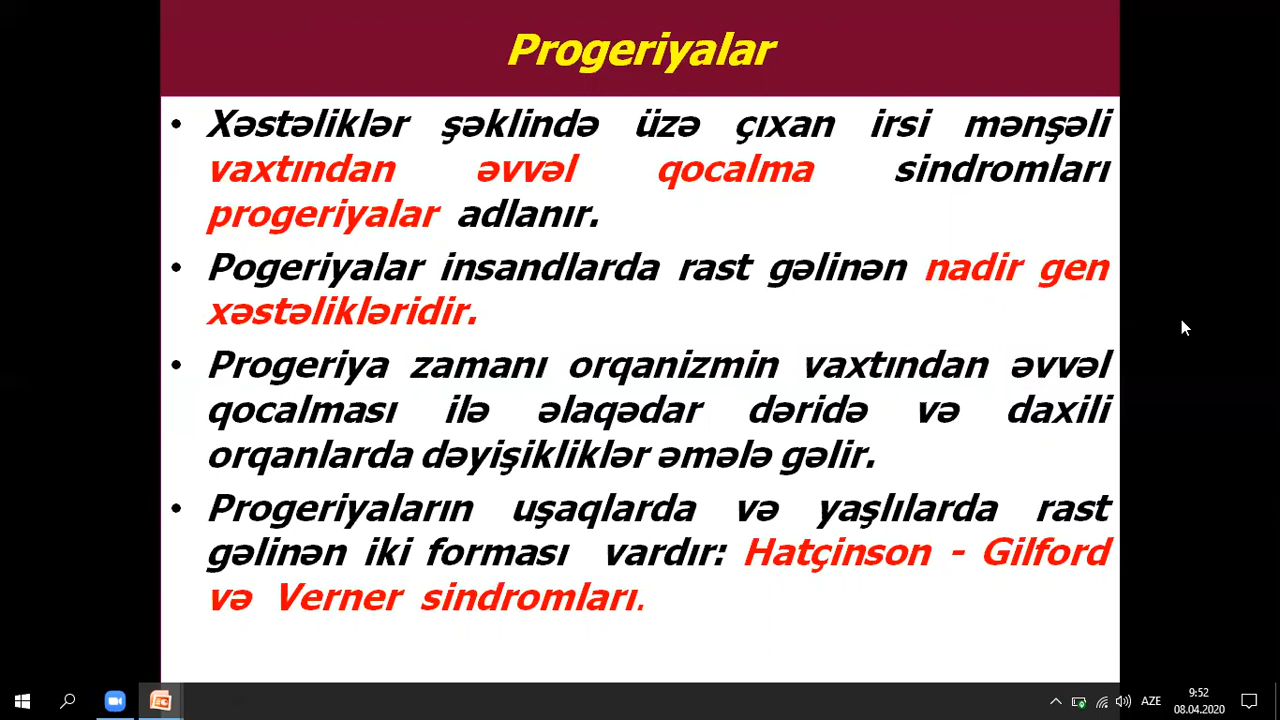 Progeriyalar
• Xəstəliklər şəklində üzə çıxan irsi mənşəli
vaxtından əvvəl qocalma sindromları
progeriyalar adlanır.
• Pogeriyalar insandlarda rast gəlinən nadir gen
xəstəlikləridir.
• Progeriya zamanı orqanizmin vaxtından əvvəl
qocalması ilə əlaqədar dəridə və daxili
orqanlarda dəyişikliklər əmələ gəlir.
• Progeriyaların uşaqlarda və yaşlılarda rast
gəlinən iki forması vardır: Hatçinson - Gilford
və Verner sindromları.
AZE
9:52
08.04.2020